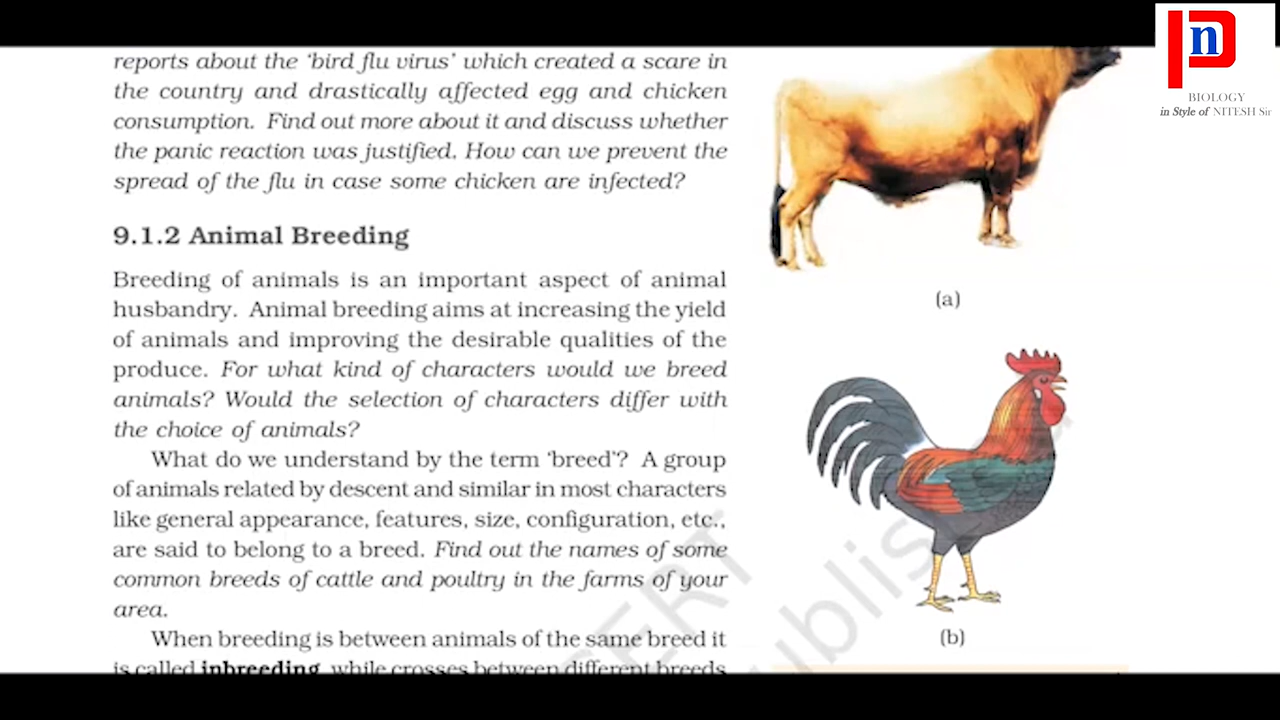 reports about the ‘bird flu virus’ which created a scare in
the country and drastically affected egg and chicken
consumption. Find out more about it and discuss whether
the panic reaction was justified. How can we prevent the
spread of the flu in case some chicken are infected?
9.1.2 Animal Breeding
Breeding of animals is an important aspect of animal
husbandry. Animal breeding aims at increasing the yield
of animals and improving the desirable qualities of the
produce. For what kind of characters would we breed
animals? Would the selection of characters differ with
the choice of animals?
What do we understand by the term ‘breed’? A group
of animals related by descent and similar in most characters
like general appearance, features, size, configuration, etc.,
are said to belong to a breed. Find out the names of some
common breeds of cattle and poultry in the farms of your
area.
When breeding is between animals of the same breed it
is called inbreeding, while crosses between different breeds
(a)
(b)
n
BIOLOGY
in Style of NITESH Sir